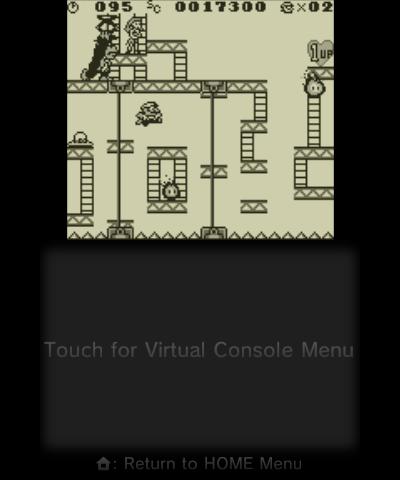 095 Sc 0017300 ×02
1UP
Touch for Virtual Console Menu
: Return to HOME Menu